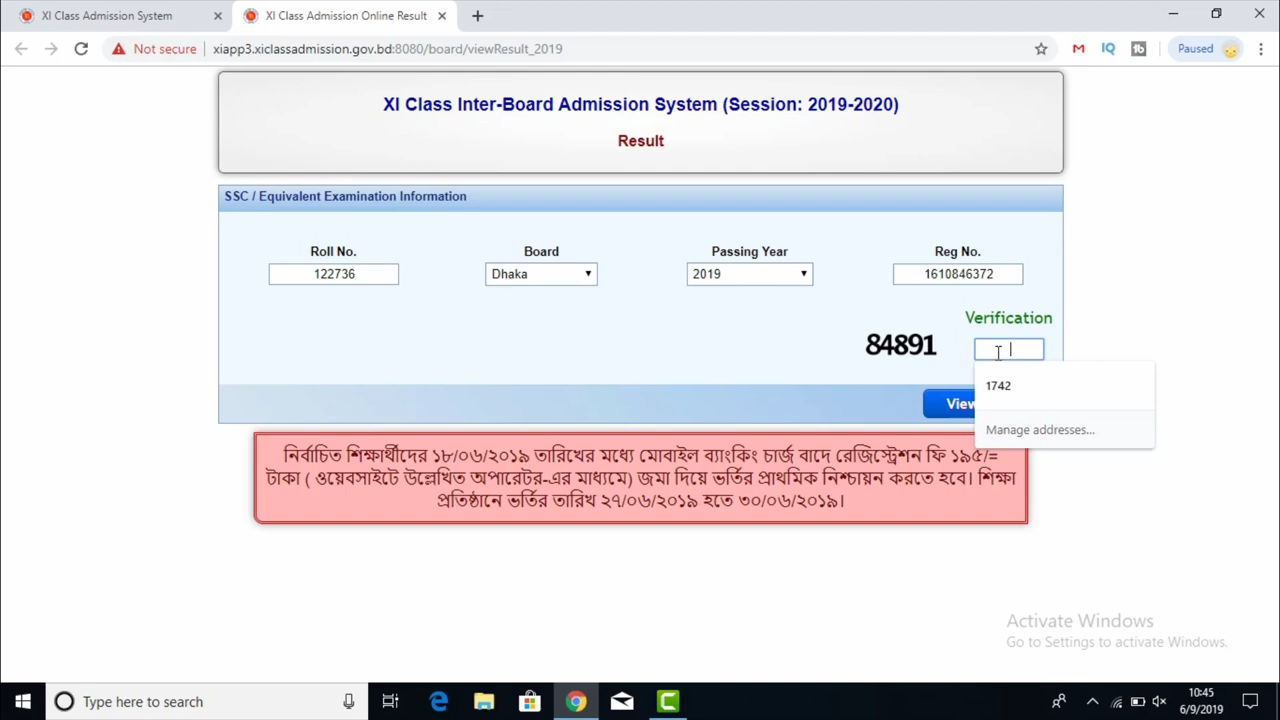 XI Class Admission System
XI Class Admission Online Result
Not secure
xiapp3.xiclassadmission.gov.bd:8080/board/viewResult_2019
M
IQ
Paused
XI Class Inter-Board Admission System (Session: 2019-2020)
Result
SSC / Equivalent Examination Information
Roll No. Board Passing Year Reg No.
122736 Dhaka 2019 1610846372
Verification
84891
1742
View
Manage addresses...
নির্বাচিত শিক্ষার্থীদের ১৮/০৬/২০১৯ তারিখের মধ্যে মোবাইল ব্যাংকিং চার্জ বাদে রেজিস্ট্রেশন ফি ১৯৫/=
টাকা ( ওয়েবসাইটে উল্লেখিত অপারেটর-এর মাধ্যমে) জমা দিয়ে ভর্তির প্রাথমিক নিশ্চায়ন করতে হবে। শিক্ষা
প্রতিষ্ঠানে ভর্তির তারিখ ২৭/০৬/২০১৯ হতে ৩০/০৬/২০১৯।
Activate Windows
Go to Settings to activate Windows.
Type here to search
10:45
6/9/2019